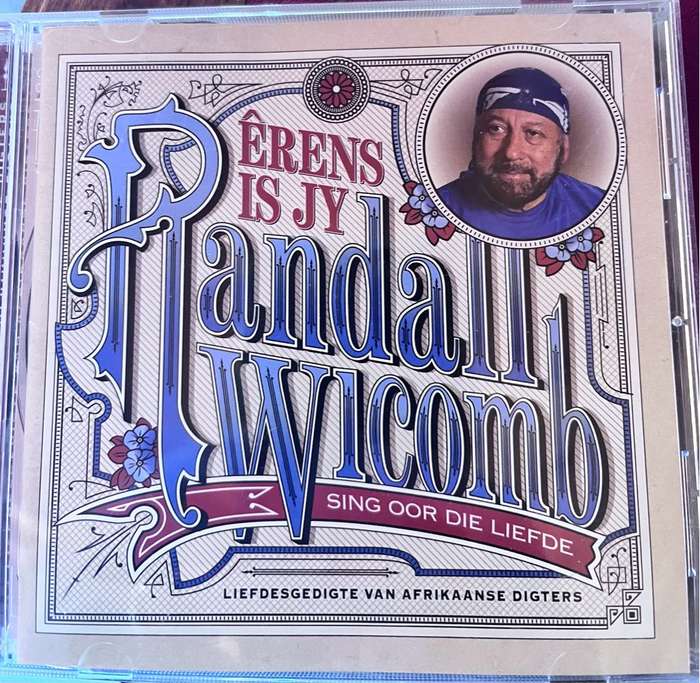 ÊRENS
IS JY
Randall
Wicomb
SING OOR DIE LIEFDE
LIEFDESGEDIGTE VAN AFRIKAANSE DIGTERS